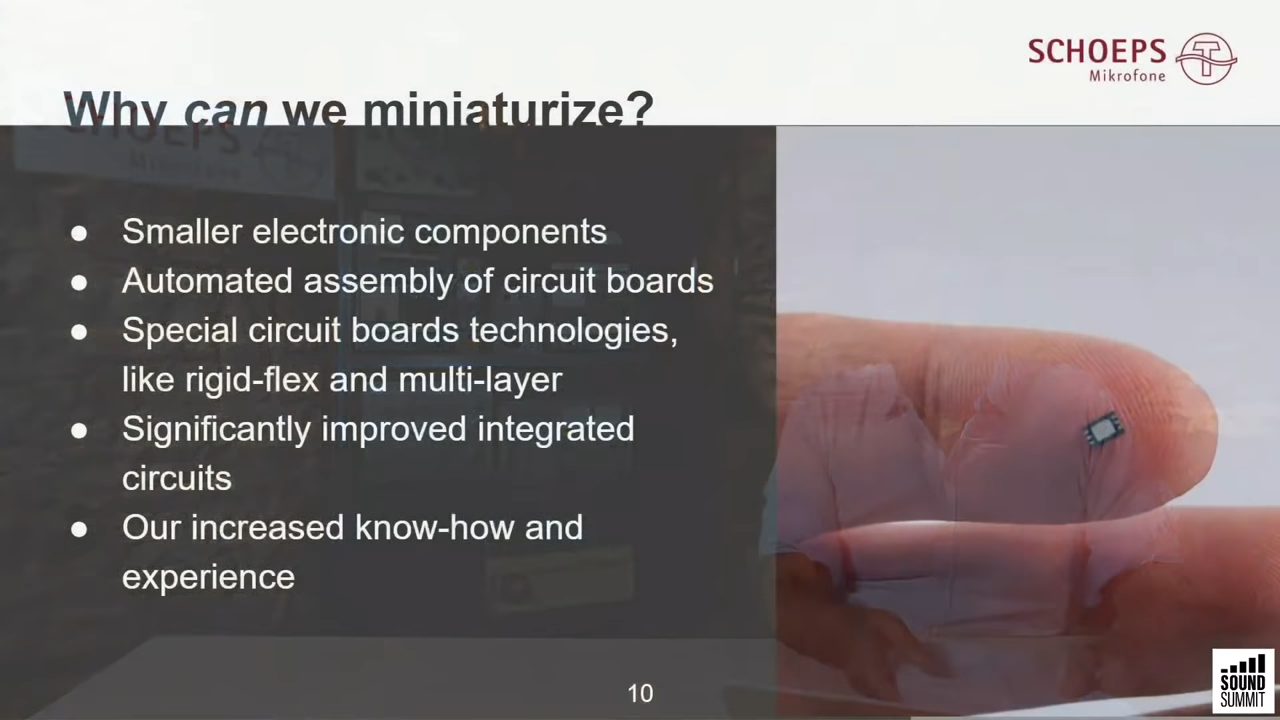 SCHOEPS
Mikrofone
Why can we miniaturize?
SCHOEPS
● Smaller electronic components
● Automated assembly of circuit boards
● Special circuit boards technologies,
like rigid-flex and multi-layer
● Significantly improved integrated
circuits
● Our increased know-how and
experience
10
SOUND
SUMMIT